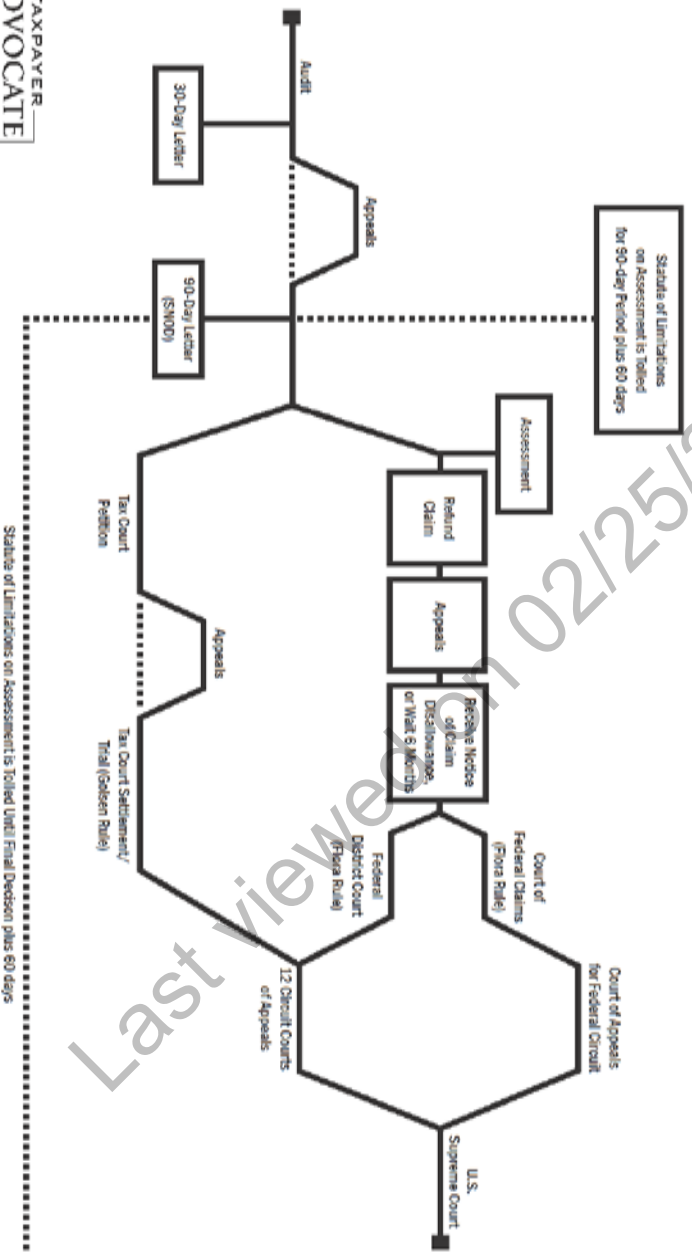 TAXPAYER
DVOCATE
Audit
30-Day Letter
Appeals
90-Day Letter
(SNOD)
Statute of Limitations
on Assessment is Tolled
for 90-day Period plus 60 days
Assessment
Refund
Claim
Appeals
Receive Notice
of Claim
Disallowance,
or Wait 6 Months
Court of
Federal Claims
(Flora Rule)
Federal
District Court
(Flora Rule)
Court of Appeals
for Federal Circuit
12 Circuit Courts
of Appeals
U.S.
Supreme Court
Tax Court
Petition
Appeals
Tax Court Settlement/
Trial (Golsen Rule)
Statute of Limitations on Assessment is Tolled Until Final Decison plus 60 days
Last viewed on 02/25/